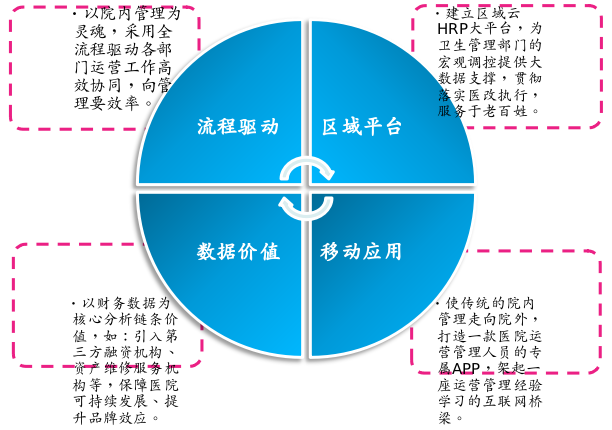 · 以院内管理为
灵魂，采用全
流程驱动各部
门运营工作高
效协同，向管
理要效率。
· 建立区域云
HRP大平台，为
卫生管理部门的
宏观调控提供大
数据支撑，贯彻
落实医改执行，
服务于老百姓。
流程驱动
区域平台
数据价值
移动应用
· 以财务数据为
核心分析链条价
值，如：引入第
三方融资机构、
资产维修服务机
构等，保障医院
可持续发展、提
升品牌效应。
· 使传统的院内
管理走向院外，
打造一款医院运
营管理人员的专
属APP，架起一
座运营管理经验
学习的互联网桥
梁。